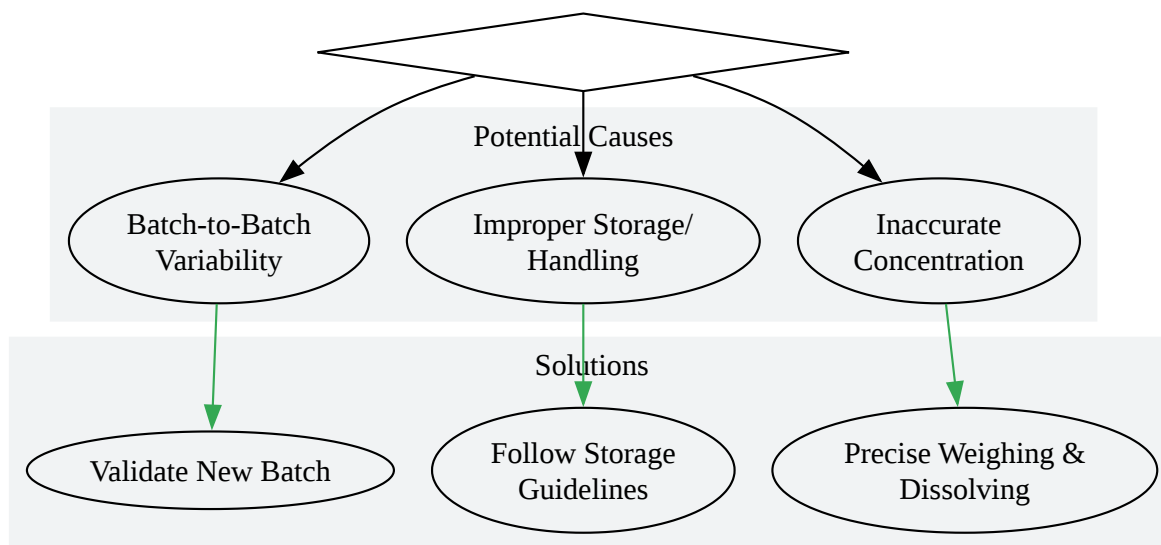 Potential Causes
Batch-to-Batch
Variability
Improper Storage/
Handling
Inaccurate
Concentration
Solutions
Validate New Batch
Follow Storage
Guidelines
Precise Weighing &
Dissolving